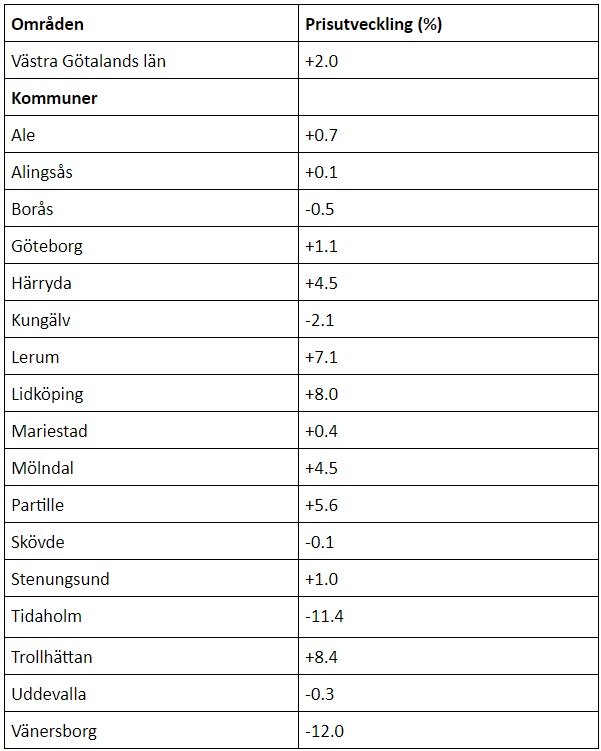 Områden Prisutveckling (%)
Västra Götalands län +2.0
Kommuner
Ale +0.7
Alingsås +0.1
Borås -0.5
Göteborg +1.1
Härryda +4.5
Kungälv -2.1
Lerum +7.1
Lidköping +8.0
Mariestad +0.4
Mölndal +4.5
Partille +5.6
Skövde -0.1
Stenungsund +1.0
Tidaholm -11.4
Trollhättan +8.4
Uddevalla -0.3
Vänersborg -12.0